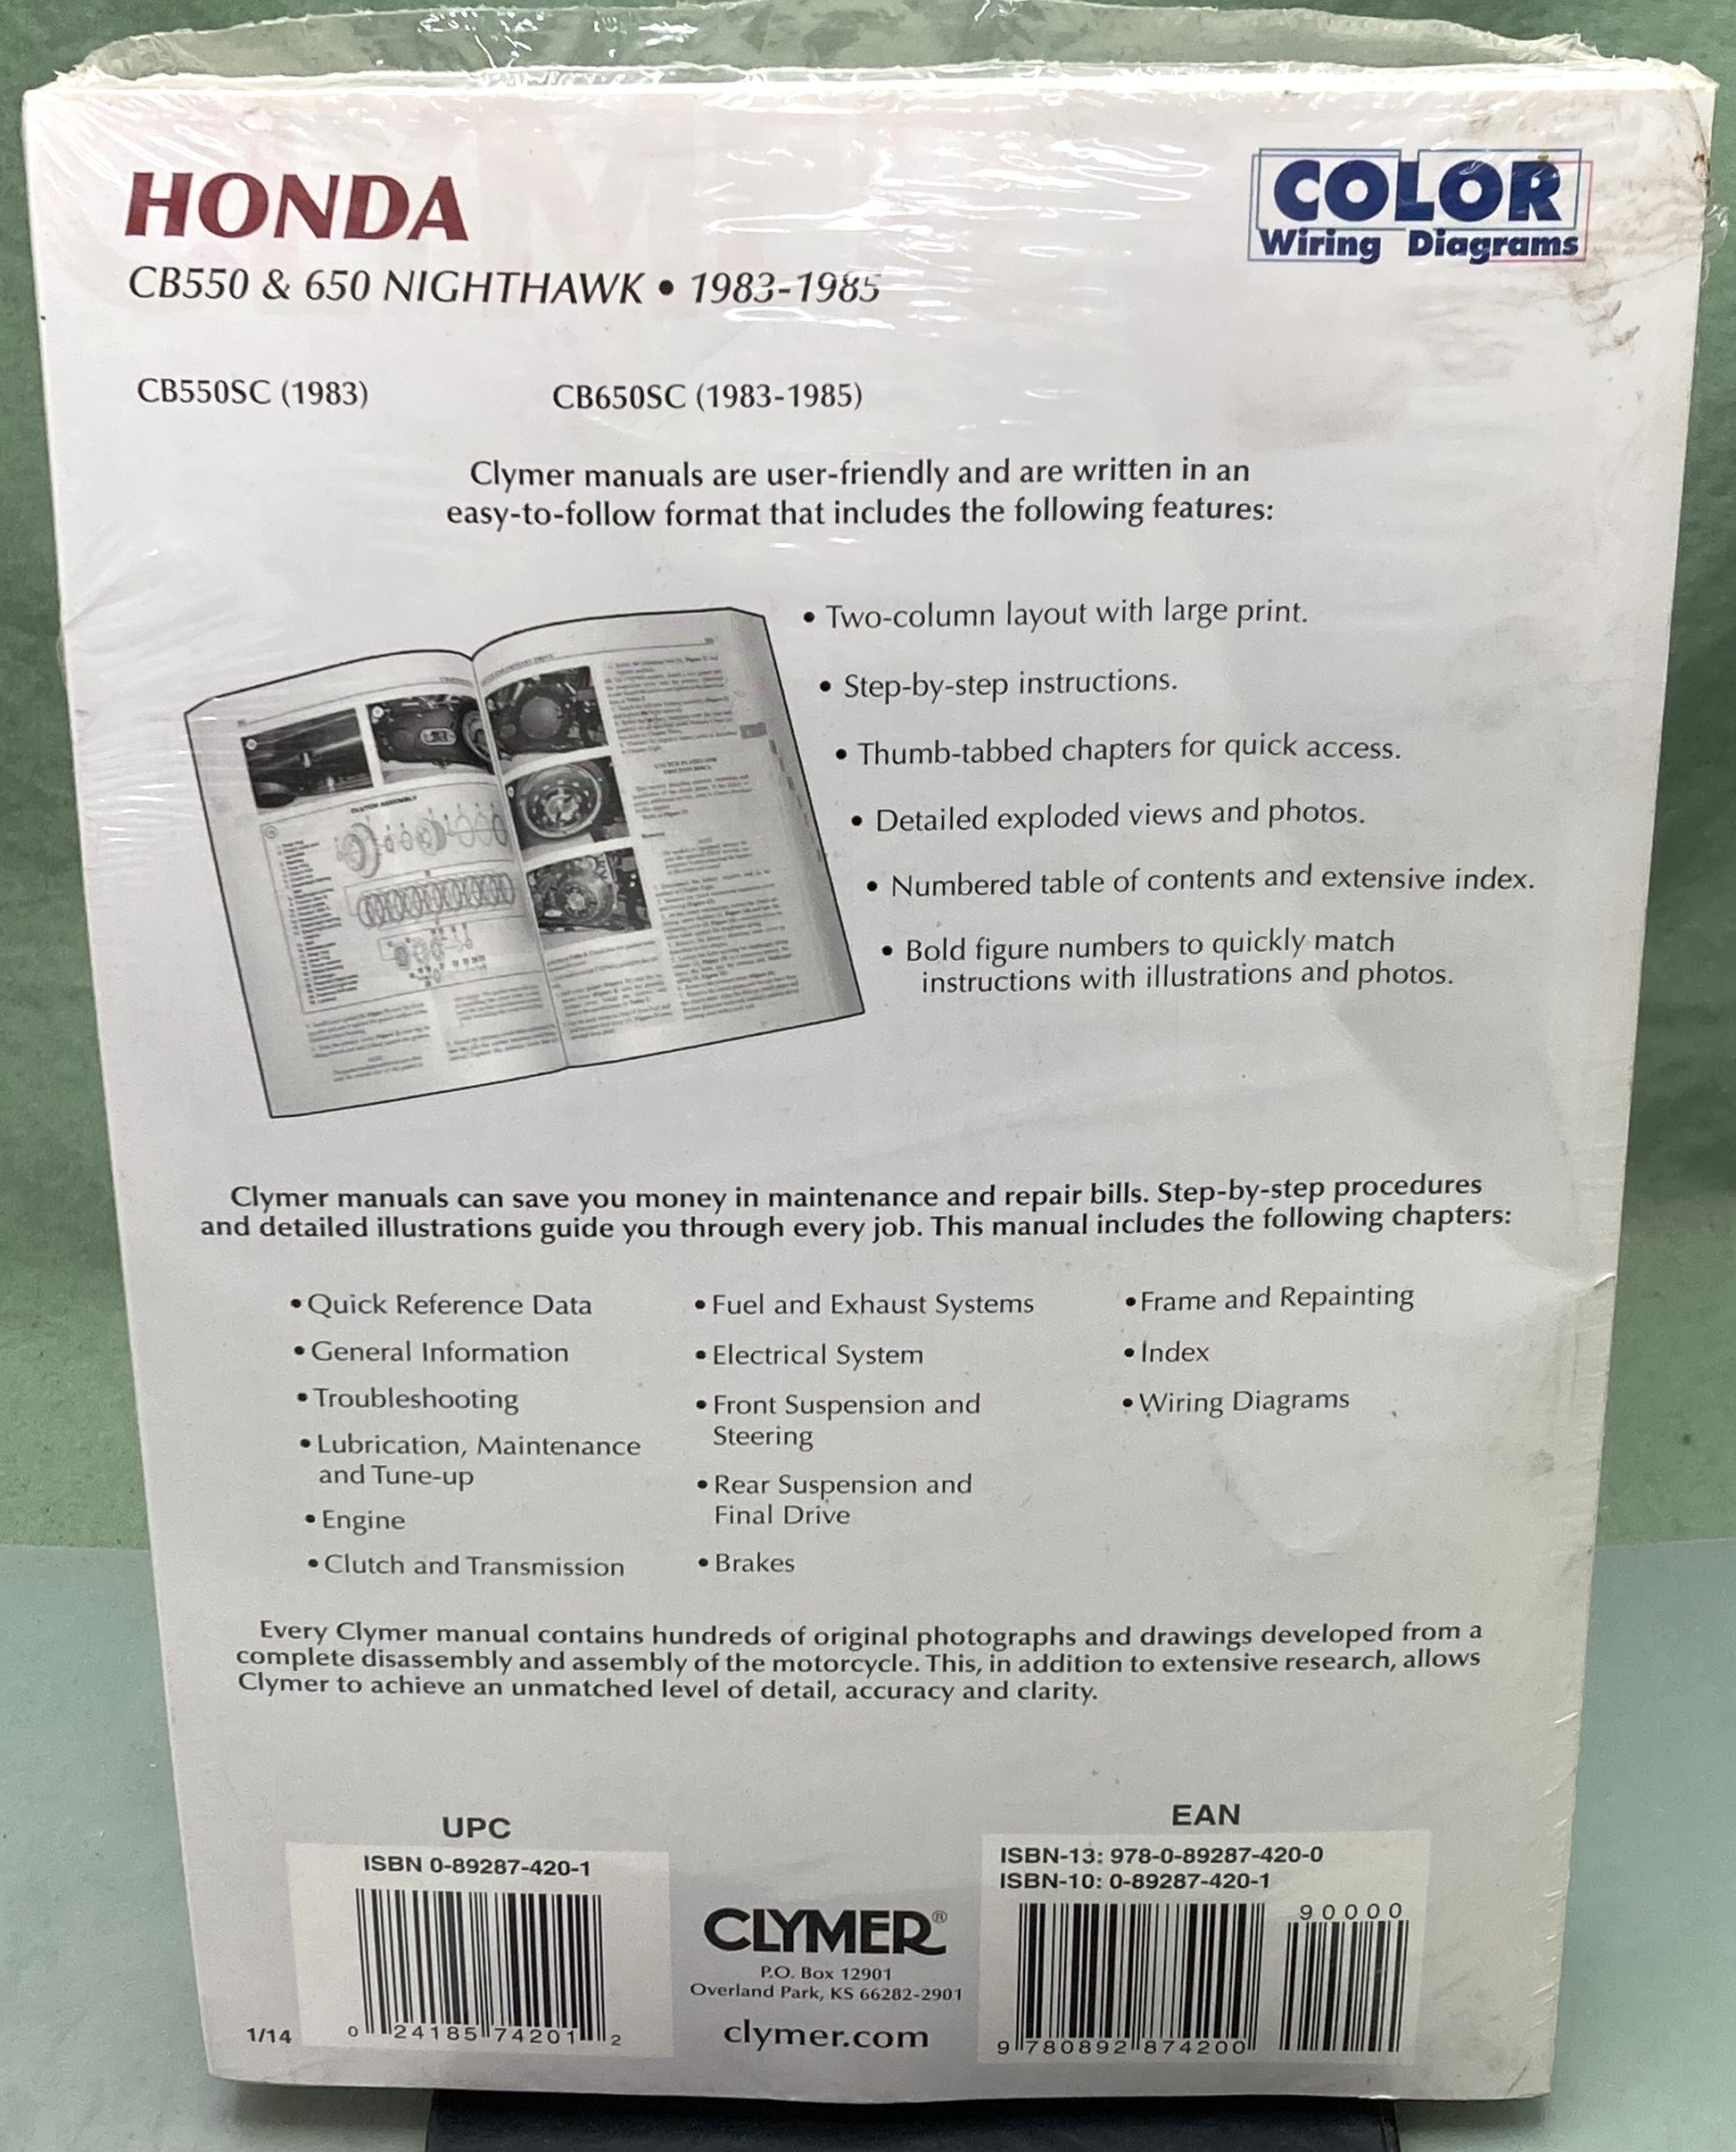 HONDA
CB550 & 650 NIGHTHAWK • 1983-1985
COLOR
Wiring Diagrams
CB550SC (1983)
CB650SC (1983-1985)
Clymer manuals are user-friendly and are written in an
easy-to-follow format that includes the following features:
• Two-column layout with large print.
• Step-by-step instructions.
• Thumb-tabbed chapters for quick access.
• Detailed exploded views and photos.
• Numbered table of contents and extensive index.
• Bold figure numbers to quickly match
instructions with illustrations and photos.
CLUTCH ASSEMBLY
Clymer manuals can save you money in maintenance and repair bills. Step-by-step procedures
and detailed illustrations guide you through every job. This manual includes the following chapters:
• Quick Reference Data
• General Information
• Troubleshooting
• Lubrication, Maintenance
and Tune-up
• Engine
• Clutch and Transmission
• Fuel and Exhaust Systems
• Electrical System
• Front Suspension and
Steering
• Rear Suspension and
Final Drive
• Brakes
• Frame and Repainting
• Index
• Wiring Diagrams
Every Clymer manual contains hundreds of original photographs and drawings developed from a
complete disassembly and assembly of the motorcycle. This, in addition to extensive research, allows
Clymer to achieve an unmatched level of detail, accuracy and clarity.
UPC
ISBN 0-89287-420-1
0 24185 74201 2
1/14
CLYMER®
P.O. Box 12901
Overland Park, KS 66282-2901
clymer.com
EAN
ISBN-13: 978-0-89287-420-0
ISBN-10: 0-89287-420-1
90000
9 780892 874200